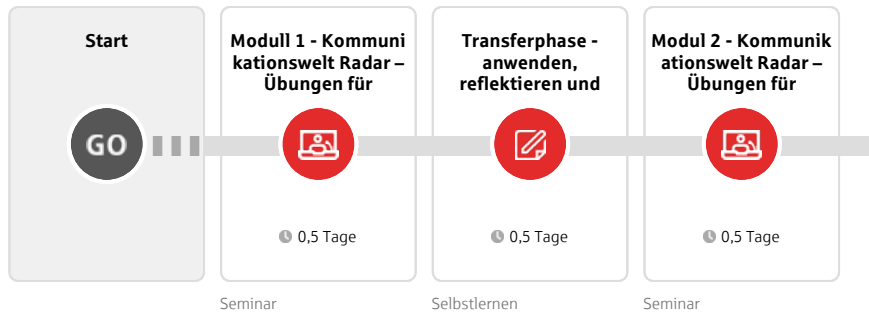 Start
Modull 1 - Kommuni
kationswelt Radar –
Übungen für
Transferphase -
anwenden,
reflektieren und
Modul 2 - Kommunik
ationswelt Radar –
Übungen für
GO
0,5 Tage
0,5 Tage
0,5 Tage
Seminar
Selbstlernen
Seminar